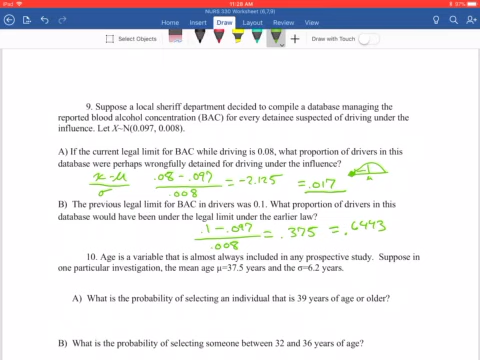 11:28 AM
37%
NURS 330 Worksheet (6,7,9)
Home Insert Draw Layout Review View
Select Objects
Draw with Touch
9. Suppose a local sheriff department decided to compile a database managing the
reported blood alcohol concentration (BAC) for every detainee suspected of driving under the
influence. Let X~N(0.097, 0.008).
A) If the current legal limit for BAC while driving is 0.08, what proportion of drivers in this
database were perhaps wrongfully detained for driving under the influence?
x-μ / σ .08-.097 / .008 = -2.125 = .017
B) The previous legal limit for BAC in drivers was 0.1. What proportion of drivers in this
database would have been under the legal limit under the earlier law?
.1-.097 / .008 = .375 = .6443
10. Age is a variable that is almost always included in any prospective study. Suppose in
one particular investigation, the mean age μ=37.5 years and the σ=6.2 years.
A) What is the probability of selecting an individual that is 39 years of age or older?
B) What is the probability of selecting someone between 32 and 36 years of age?